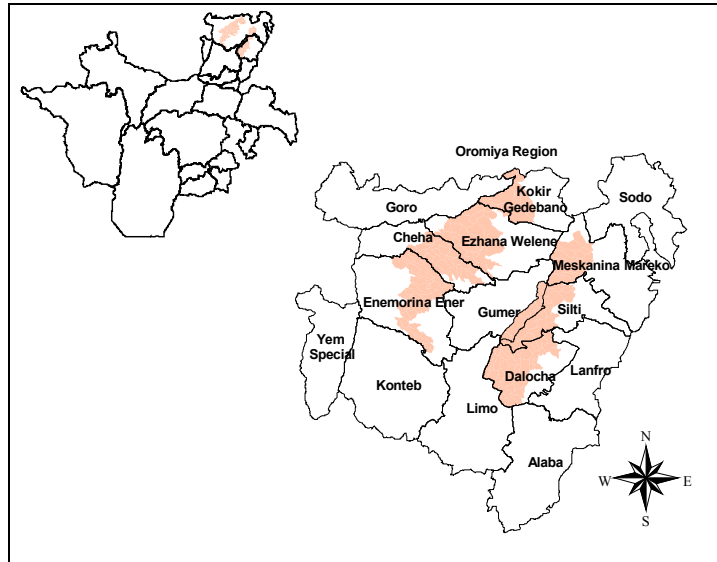 Oromiya Region
Kokir
Gedebano
Sodo
Goro
Cheha
Ezhana Welene
Meskanina Mareko
Enemorina Ener
Gumer
Silti
Yem
Special
Konteb
Dalocha
Lanfro
Limo
Alaba
N
W
E
S